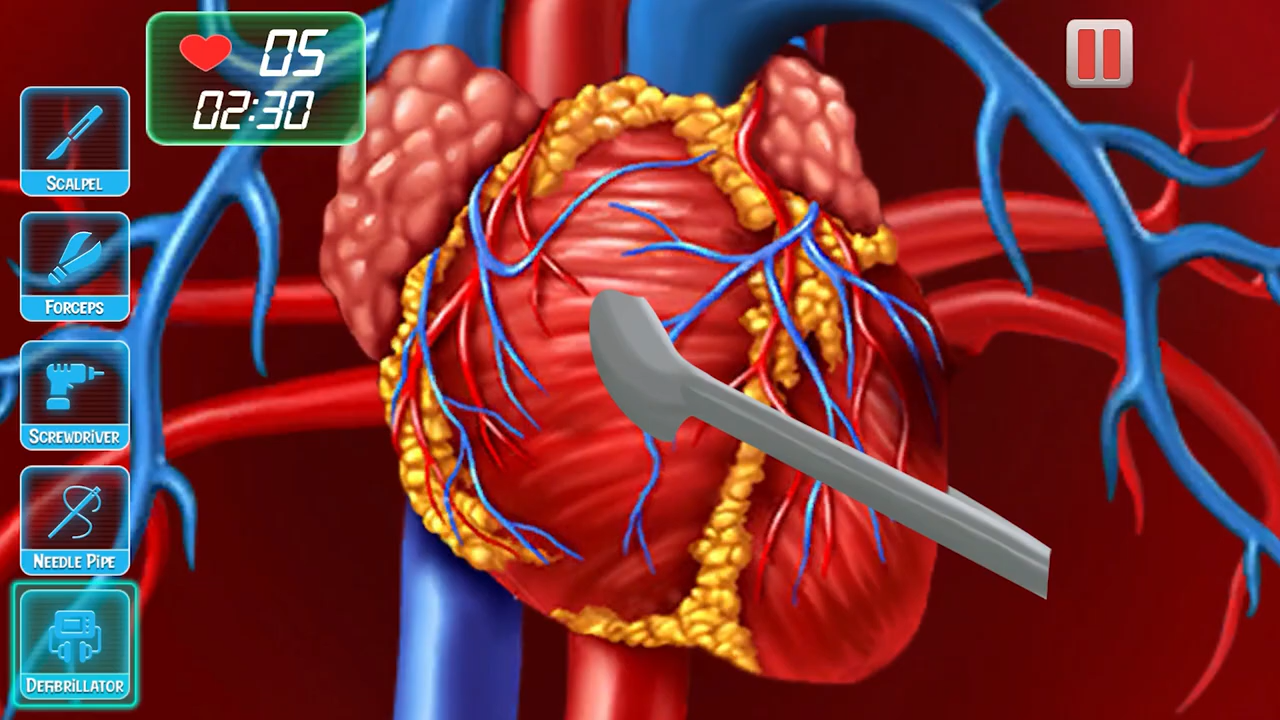 05
02:30
SCALPEL
FORCEPS
SCREWDRIVER
NEEDLE PIPE
DEFIBRILLATOR